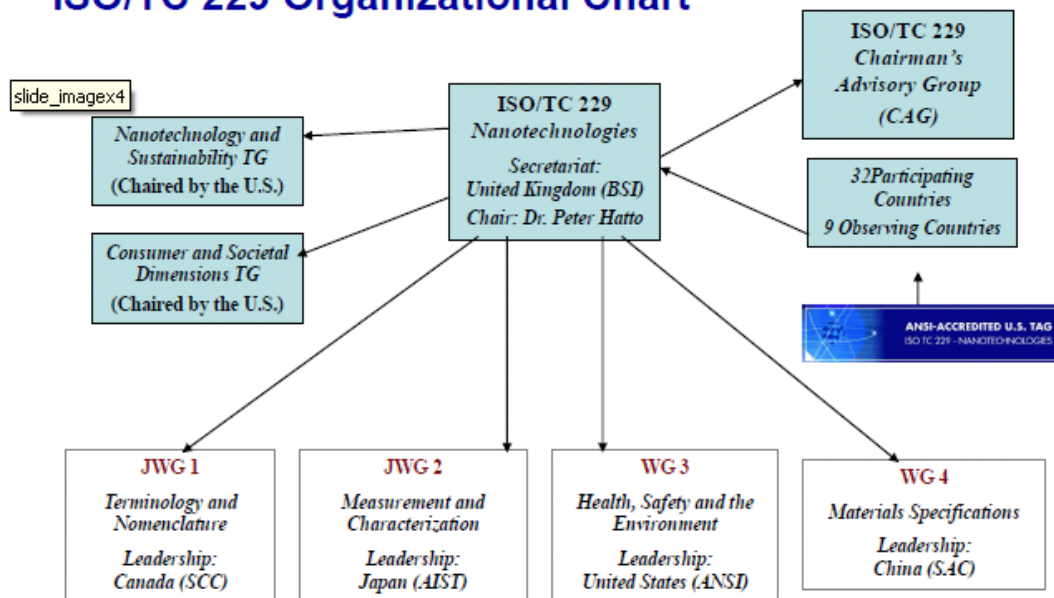 ISO/TC 229 Organizational Chart
slide_imagex4
ISO/TC 229
Chairman's
Advisory Group
(CAG)
ISO/TC 229
Nanotechnologies
Secretariat:
United Kingdom (BSI)
Chair: Dr. Peter Hatto
Nanotechnology and
Sustainability TG
(Chaired by the U.S.)
32Participating
Countries
9 Observing Countries
Consumer and Societal
Dimensions TG
(Chaired by the U.S.)
ANSI-ACCREDITED U.S. TAG
ISO TC 229 - NANOTECHNOLOGIES
JWG 1
Terminology and
Nomenclature
Leadership:
Canada (SCC)
JWG 2
Measurement and
Characterization
Leadership:
Japan (AIST)
WG 3
Health, Safety and the
Environment
Leadership:
United States (ANSI)
WG 4
Materials Specifications
Leadership:
China (SAC)